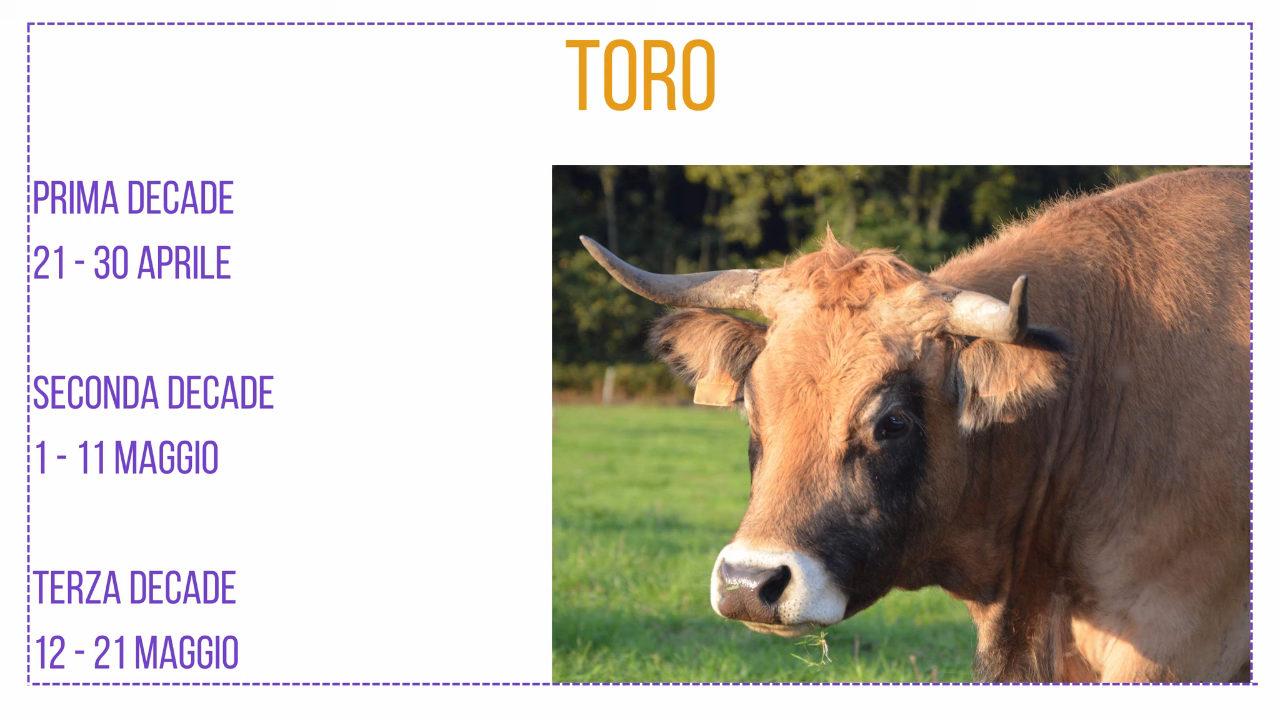 TORO
PRIMA DECADE
21 - 30 APRILE
SECONDA DECADE
1 - 11 MAGGIO
TERZA DECADE
12 - 21 MAGGIO